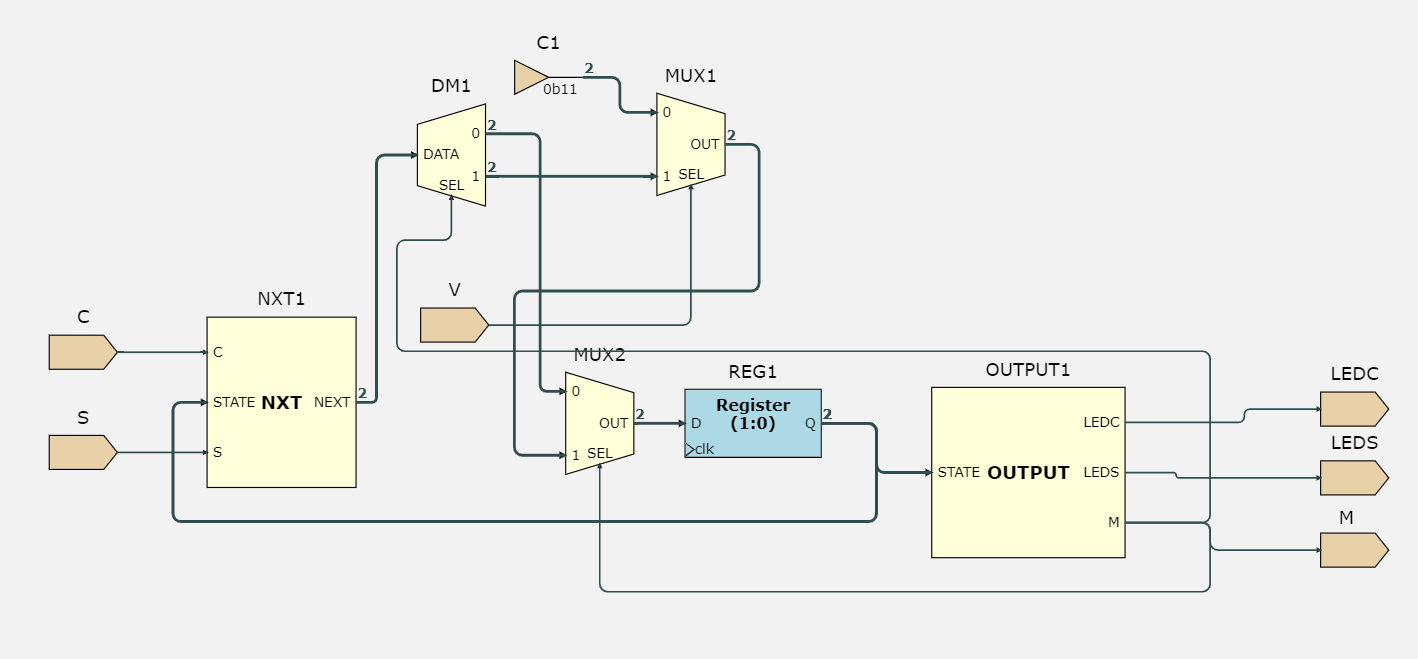 C1
2
0b11
MUX1
0
OUT
2
1
SEL
DM1
0
2
DATA
1
2
SEL
V
NXT1
C
C
STATE
NXT
NEXT
2
S
S
MUX2
0
OUT
2
1
SEL
REG1
Register
(1:0)
D
Q
2
clk
OUTPUT1
LEDC
STATE
OUTPUT
LEDS
M
LEDC
LEDS
M